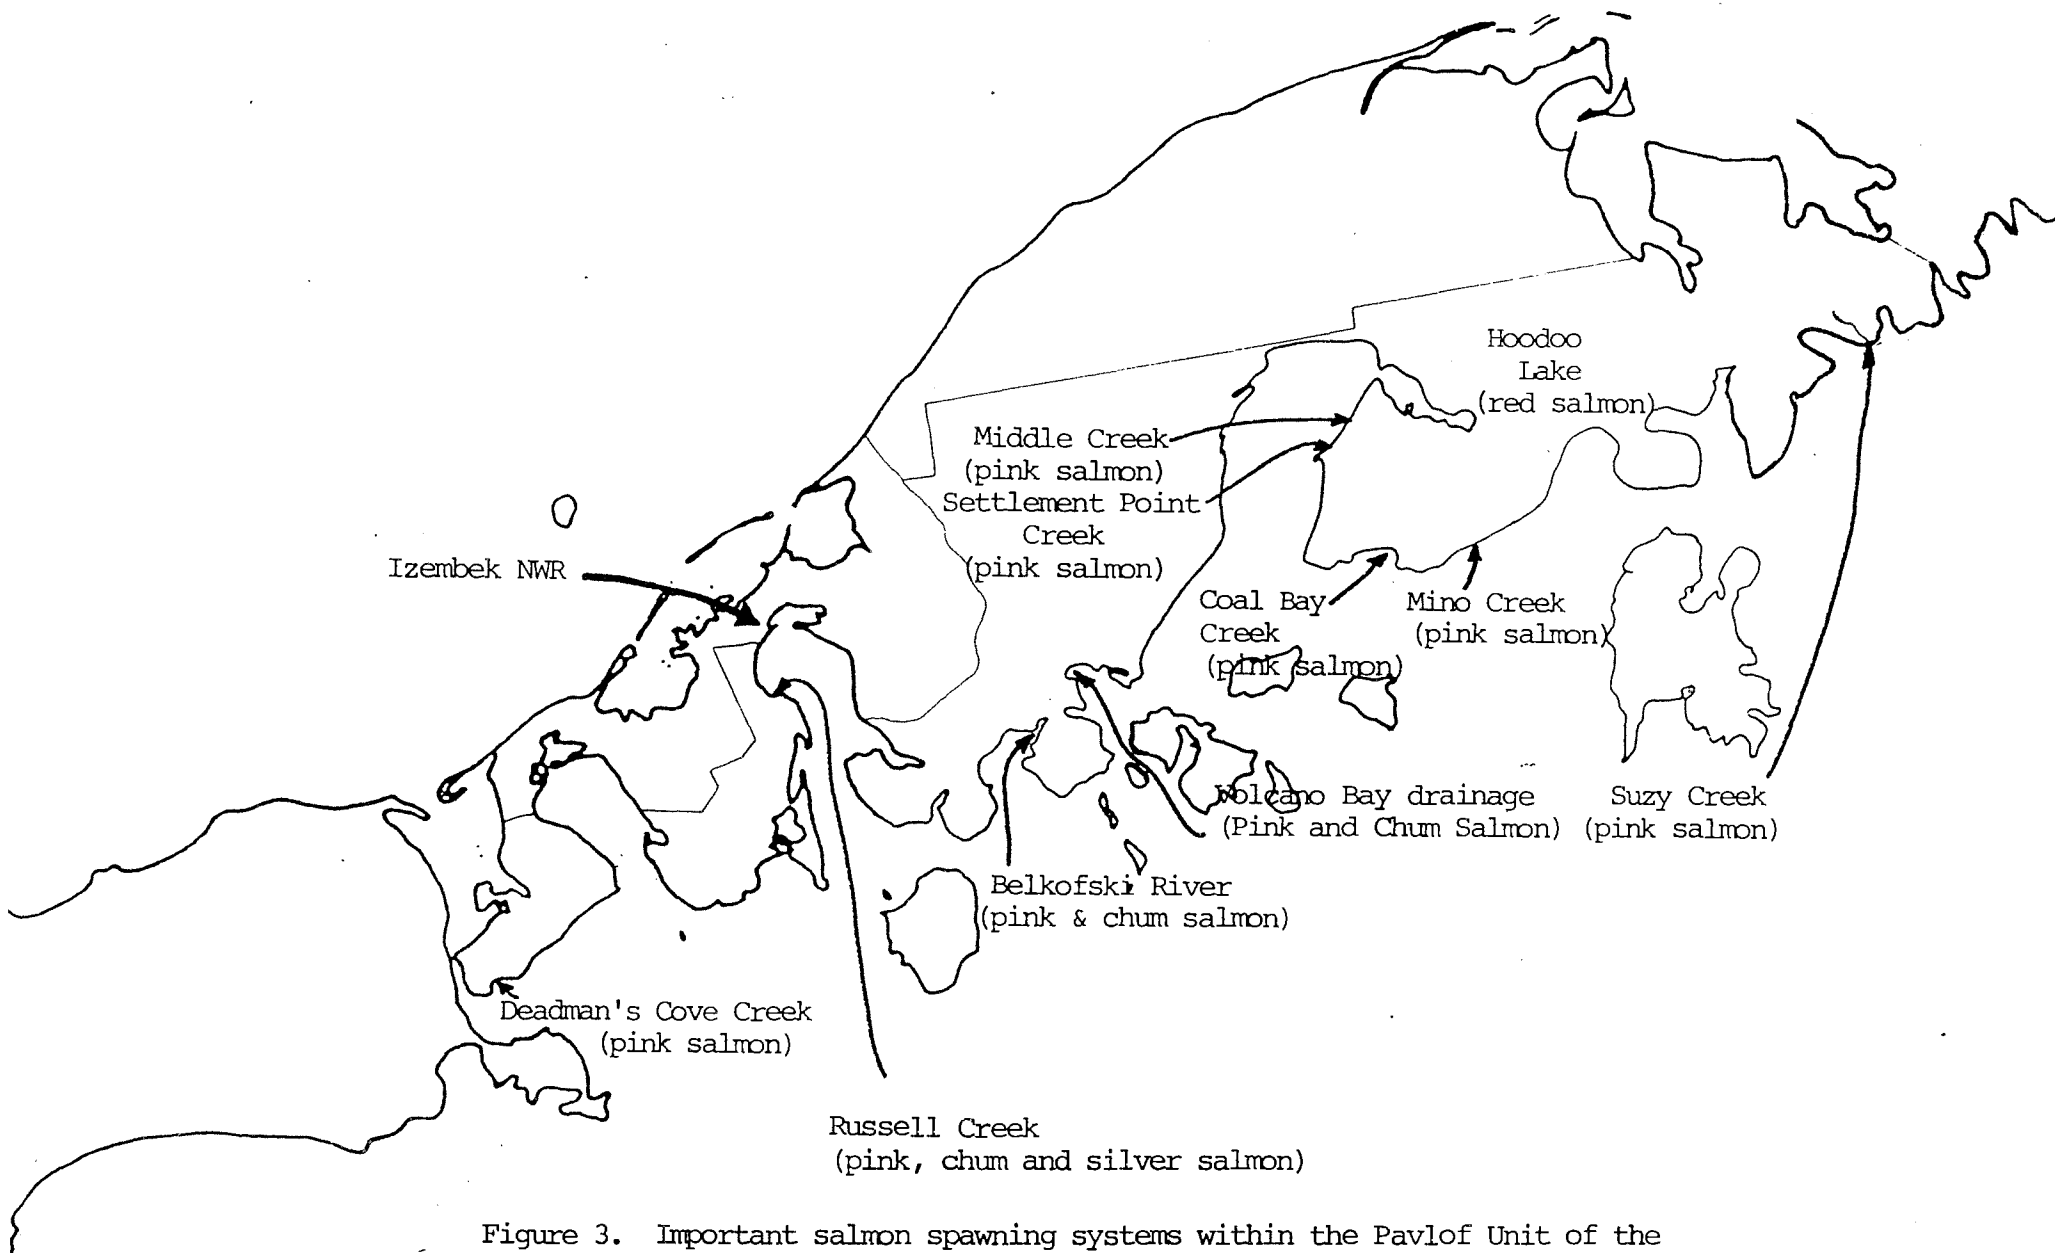 Hoodoo
Lake
(red salmon)
Middle Creek
(pink salmon)
Settlement Point
Creek
(pink salmon)
Izembek NWR
Coal Bay
Creek
(pink salmon)
Mino Creek
(pink salmon)
Volcano Bay drainage
(Pink and Chum Salmon)
Suzy Creek
(pink salmon)
Belkofski River
(pink & chum salmon)
Deadman's Cove Creek
(pink salmon)
Russell Creek
(pink, chum and silver salmon)
Figure 3. Important salmon spawning systems within the Pavlof Unit of the